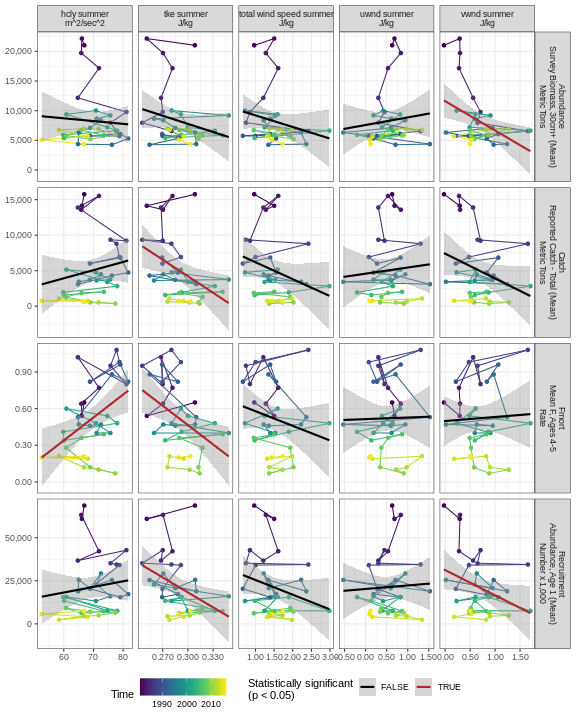 hcly summer
m^2/sec^2
tke summer
J/kg
total wind speed summer
J/kg
uwnd summer
J/kg
vwnd summer
J/kg
20,000
15,000
10,000
5,000
0
Abundance
Survey Biomass, 30cm+ (Mean)
Metric Tons
15,000
10,000
5,000
0
Catch
Reported Catch - Total (Mean)
Metric Tons
0.90
0.60
0.30
0.00
Fmort
Mean F, Ages 4-5
Rate
50,000
25,000
0
Recruitment
Abundance, Age 1 (Mean)
Number x 1,000
60 70 80
0.270 0.300 0.330
1.00 1.50 2.00 2.50 3.00
0.50 0.00 0.50 1.00 1.50
0.00 0.50 1.00 1.50
Time
1990 2000 2010
Statistically significant
(p < 0.05)
FALSE
TRUE